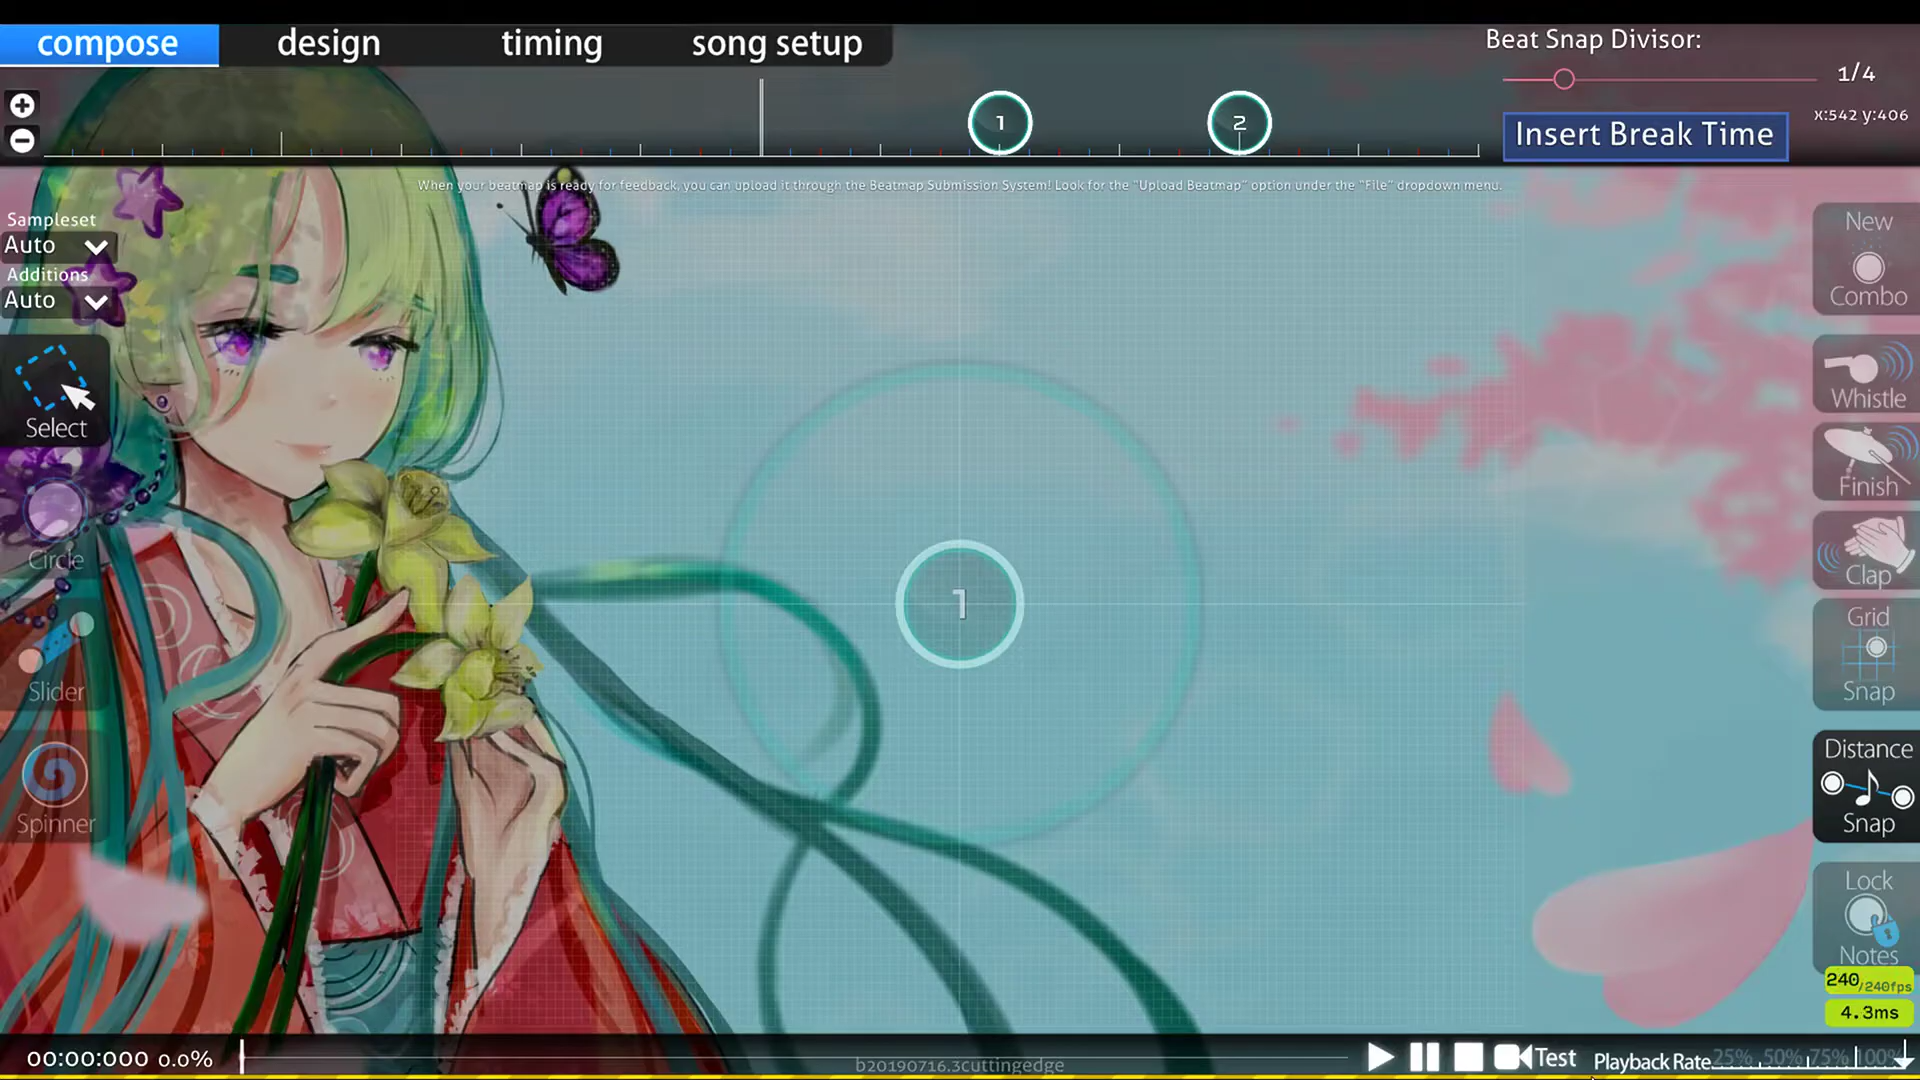 compose design timing song setup
Beat Snap Divisor:
1/4
x:542 y:406
Insert Break Time
1 2
When your beatmap is ready for feedback, you can upload it through the Beatmap Submission System! Look for the "Upload Beatmap" option under the "File" dropdown menu.
Sampleset
Auto
Additions
Auto
Select
Circle
Slider
Spinner
New
Combo
Whistle
Finish
Clap
Grid
Snap
Distance
Snap
Lock
Notes
1
240/240fps
4.3ms
00:00:000 0.0%
b20190716.3cuttingedge
Test
Playback Rate 25% 50% 75% 100%